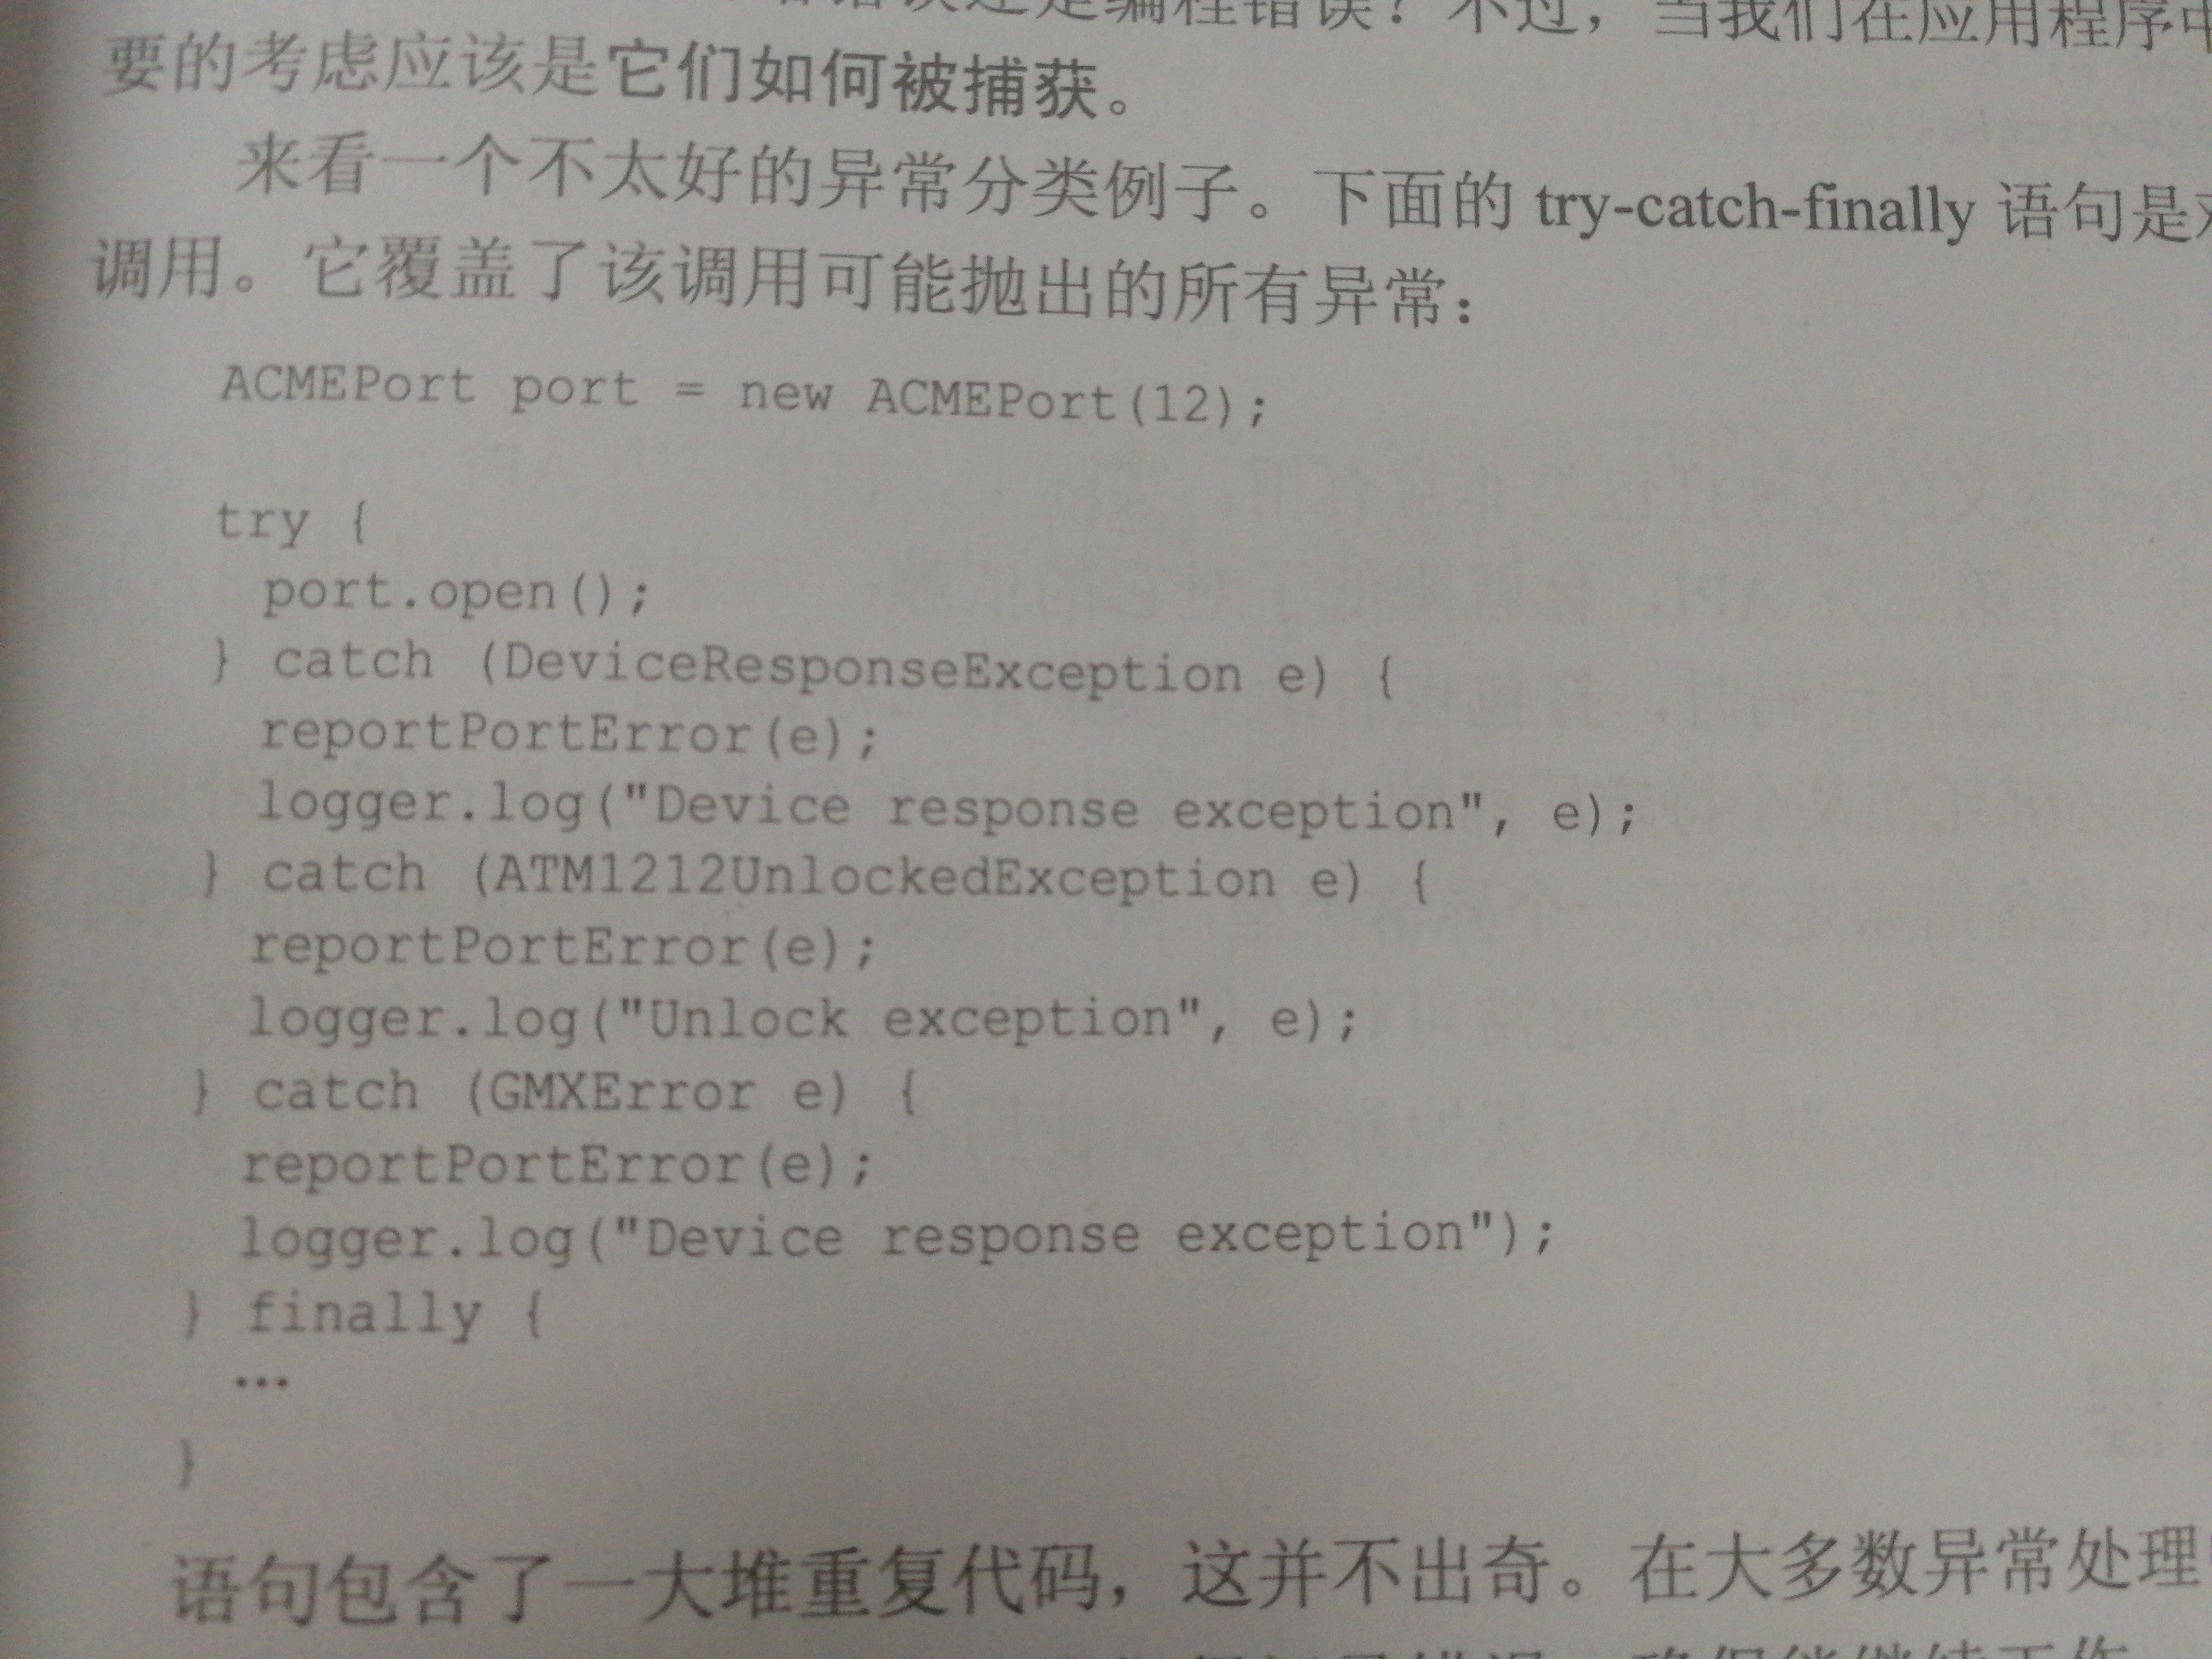 错误还是编程错误？不过，当我们在应用程序中
要的考虑应该是它们如何被捕获。
来看一个不太好的异常分类例子。下面的 try-catch-finally 语句是
调用。它覆盖了该调用可能抛出的所有异常：
ACMEPort port = new ACMEPort(12);
try {
port.open();
} catch (DeviceResponseException e) {
reportPortError(e);
logger.log("Device response exception", e);
} catch (ATM1212UnlockedException e) {
reportPortError(e);
logger.log("Unlock exception", e);
} catch (GMXError e) {
reportPortError(e);
logger.log("Device response exception");
} finally {
…
}
语句包含了一大堆重复代码，这并不出奇。在大多数异常处理